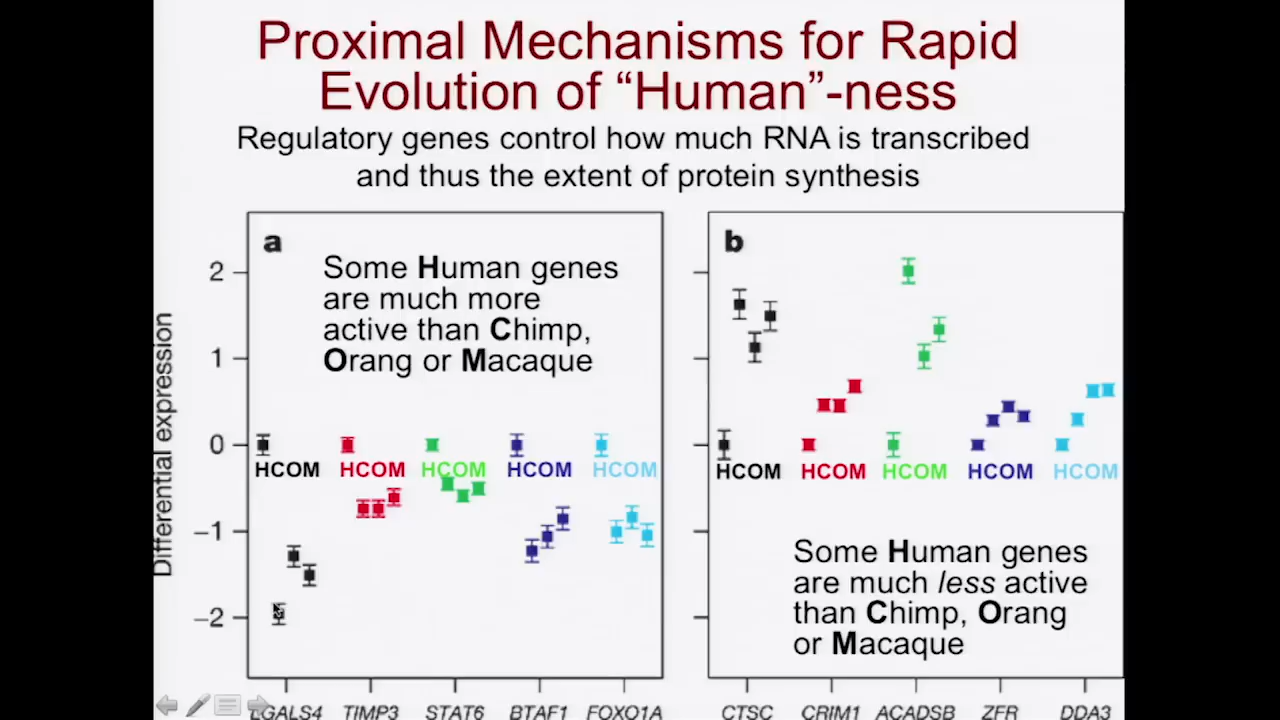 Proximal Mechanisms for Rapid
Evolution of “Human”-ness
Regulatory genes control how much RNA is transcribed
and thus the extent of protein synthesis
a
Some Human genes
are much more
active than Chimp,
Orang or Macaque
b
Differential expression
2
1
0
–1
–2
HCOM HCOM HCOM HCOM HCOM
HCOM HCOM HCOM HCOM HCOM
Some Human genes
are much less active
than Chimp, Orang
or Macaque
LGALS4 TIMP3 STAT6 BTAF1 FOXO1A
CTSC CRIM1 ACADSB ZFR DDA3